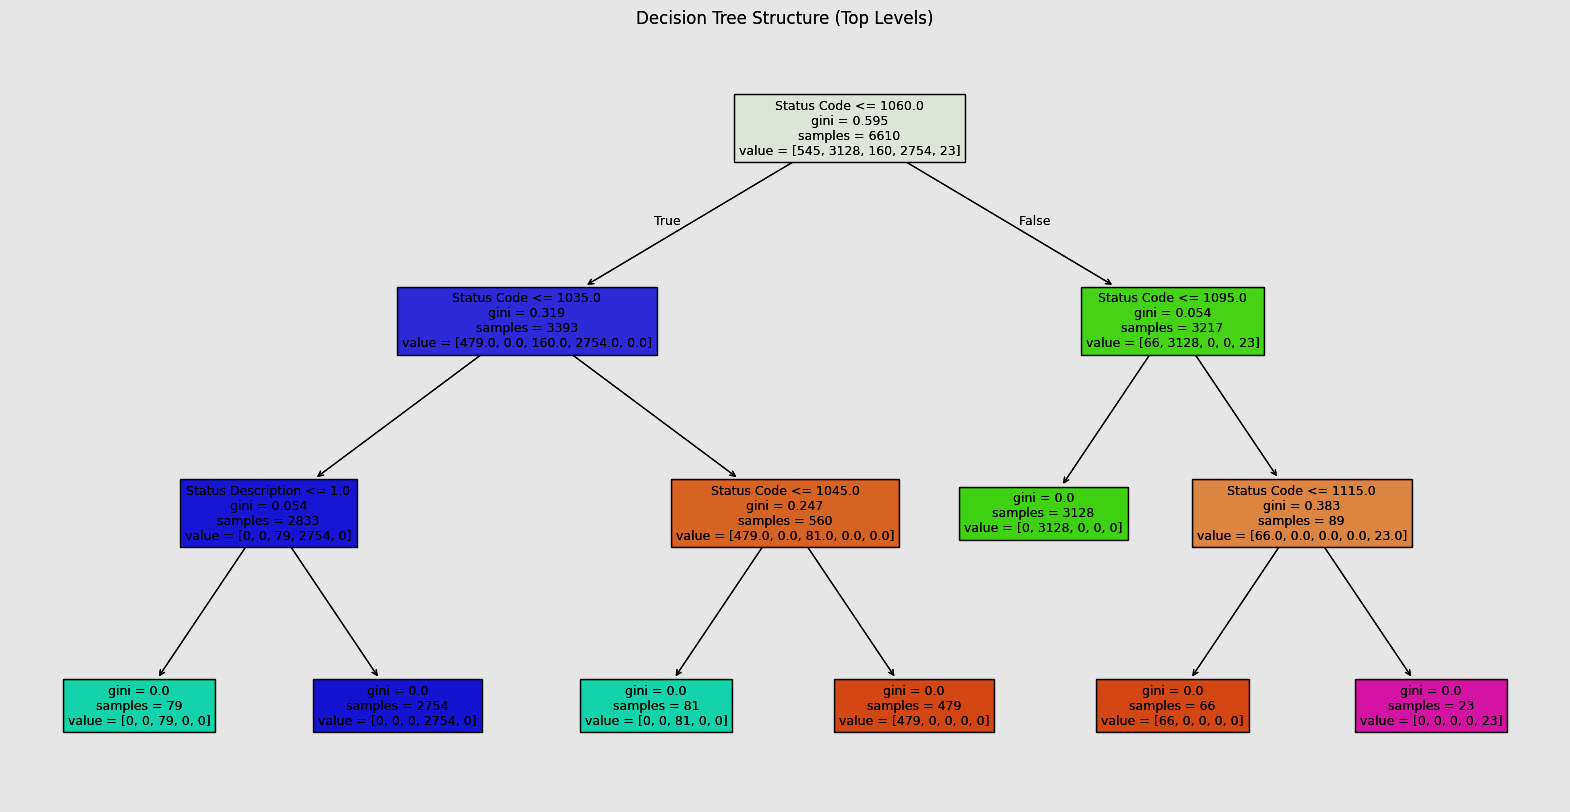 Decision Tree Structure (Top Levels)
Status Code <= 1060.0
gini = 0.595
samples = 6610
value = [545, 3128, 160, 2754, 23]
True
False
Status Code <= 1035.0
gini = 0.319
samples = 3393
value = [479.0, 0.0, 160.0, 2754.0, 0.0]
Status Code <= 1095.0
gini = 0.054
samples = 3217
value = [66, 3128, 0, 0, 23]
Status Description <= 1.0
gini = 0.054
samples = 2833
value = [0, 0, 79, 2754, 0]
Status Code <= 1045.0
gini = 0.247
samples = 560
value = [479.0, 0.0, 81.0, 0.0, 0.0]
gini = 0.0
samples = 3128
value = [0, 3128, 0, 0, 0]
Status Code <= 1115.0
gini = 0.383
samples = 89
value = [66.0, 0.0, 0.0, 0.0, 23.0]
gini = 0.0
samples = 79
value = [0, 0, 79, 0, 0]
gini = 0.0
samples = 2754
value = [0, 0, 0, 2754, 0]
gini = 0.0
samples = 81
value = [0, 0, 81, 0, 0]
gini = 0.0
samples = 479
value = [479, 0, 0, 0, 0]
gini = 0.0
samples = 66
value = [66, 0, 0, 0, 0]
gini = 0.0
samples = 23
value = [0, 0, 0, 0, 23]